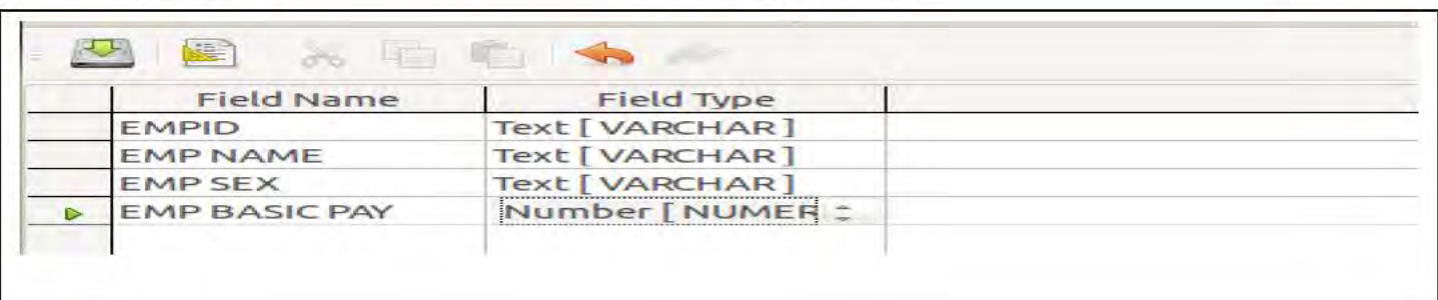 Field Name Field Type
EMPID Text [ VARCHAR ]
EMP NAME Text [ VARCHAR ]
EMP SEX Text [ VARCHAR ]
EMP BASIC PAY Number [ NUMER